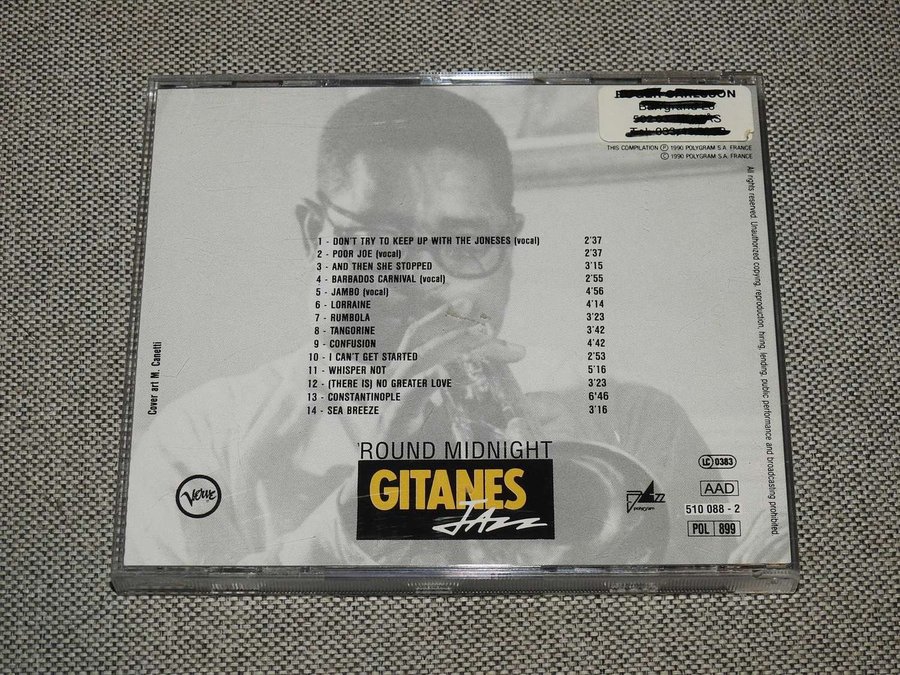 THIS COMPILATION Ⓟ 1990 POLYGRAM S.A. FRANCE
© 1990 POLYGRAM S.A. FRANCE
1 - DON'T TRY TO KEEP UP WITH THE JONESES (vocal) 2'37
2 - POOR JOE (vocal) 2'37
3 - AND THEN SHE STOPPED 3'15
4 - BARBADOS CARNIVAL (vocal) 2'55
5 - JAMBO (vocal) 4'56
6 - LORRAINE 4'14
7 - RUMBOLA 3'23
8 - TANGORINE 3'42
9 - CONFUSION 4'42
10 - I CAN'T GET STARTED 2'53
11 - WHISPER NOT 5'16
12 - (THERE IS) NO GREATER LOVE 3'23
13 - CONSTANTINOPLE 6'46
14 - SEA BREEZE 3'16
Cover art M. Canetti
All rights reserved. Unauthorized copying, reproduction, hiring, lending, public performance and broadcasting prohibited
'ROUND MIDNIGHT
GITANES
JAZZ
Verve
JAZZ
polygram
LC 0383
AAD
510 088 - 2
POL 899